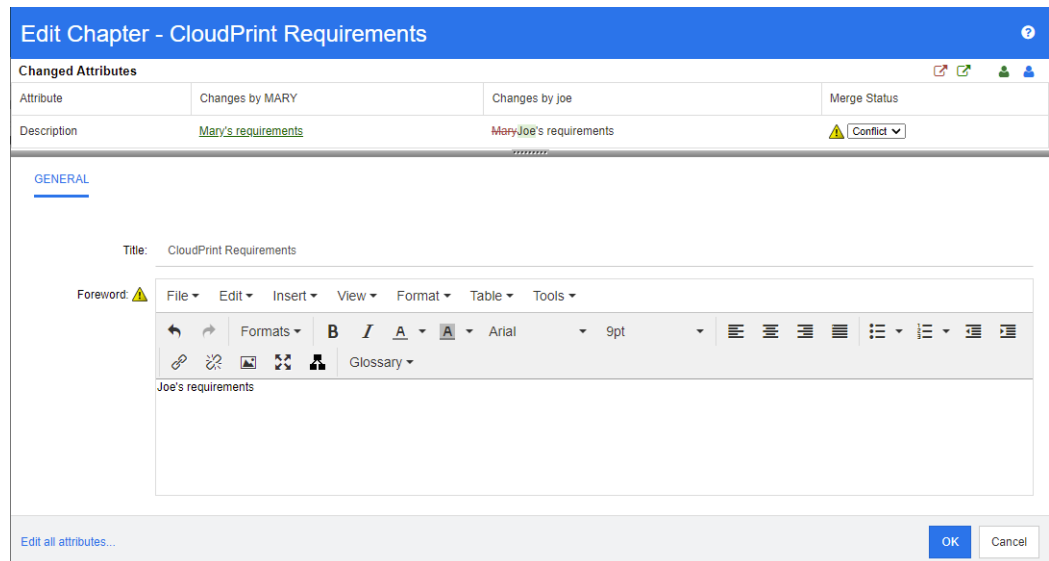 Edit Chapter - CloudPrint Requirements ?
Changed Attributes
Attribute Changes by MARY Changes by joe Merge Status
Description Mary's requirements MaryJoe's requirements Conflict
GENERAL
Title: CloudPrint Requirements
Foreword: File Edit Insert View Format Table Tools
Formats B I A A Arial 9pt
Glossary
Joe's requirements
Edit all attributes... OK Cancel